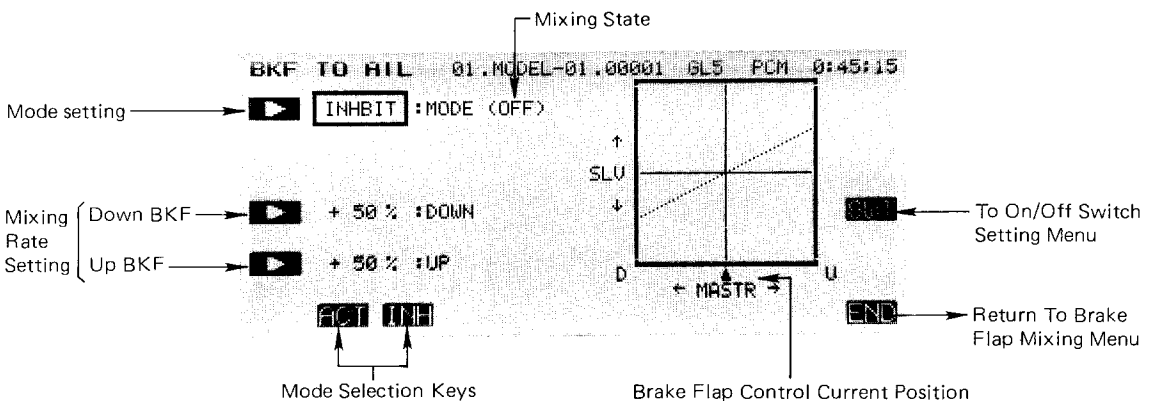 Mixing State
BKF TO AIL 01.MODEL-01.00001 GL5 PCM 0:45:15
Mode setting
INHBIT :MODE (OFF)
↑
SLV
↓
Mixing Rate Setting
Down BKF
+ 50 % :DOWN
To On/Off Switch
Setting Menu
Up BKF
+ 50 % :UP
D
U
← MASTR →
ACT INH
END
Return To Brake
Flap Mixing Menu
Mode Selection Keys
Brake Flap Control Current Position